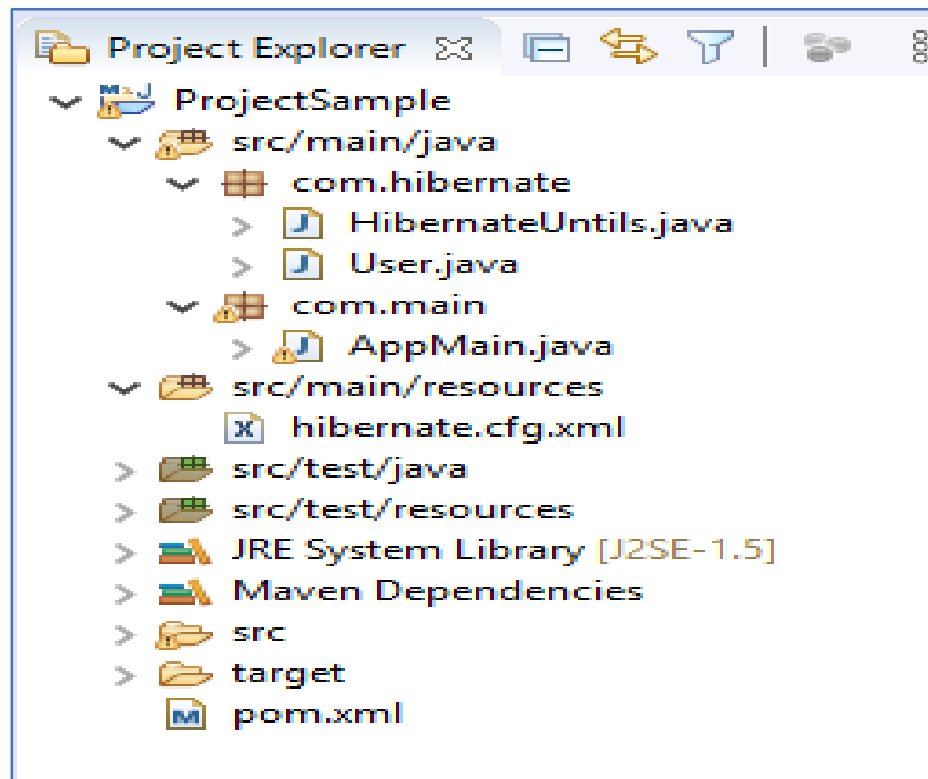 Project Explorer
ProjectSample
src/main/java
com.hibernate
HibernateUntils.java
User.java
com.main
AppMain.java
src/main/resources
hibernate.cfg.xml
src/test/java
src/test/resources
JRE System Library [J2SE-1.5]
Maven Dependencies
src
target
pom.xml